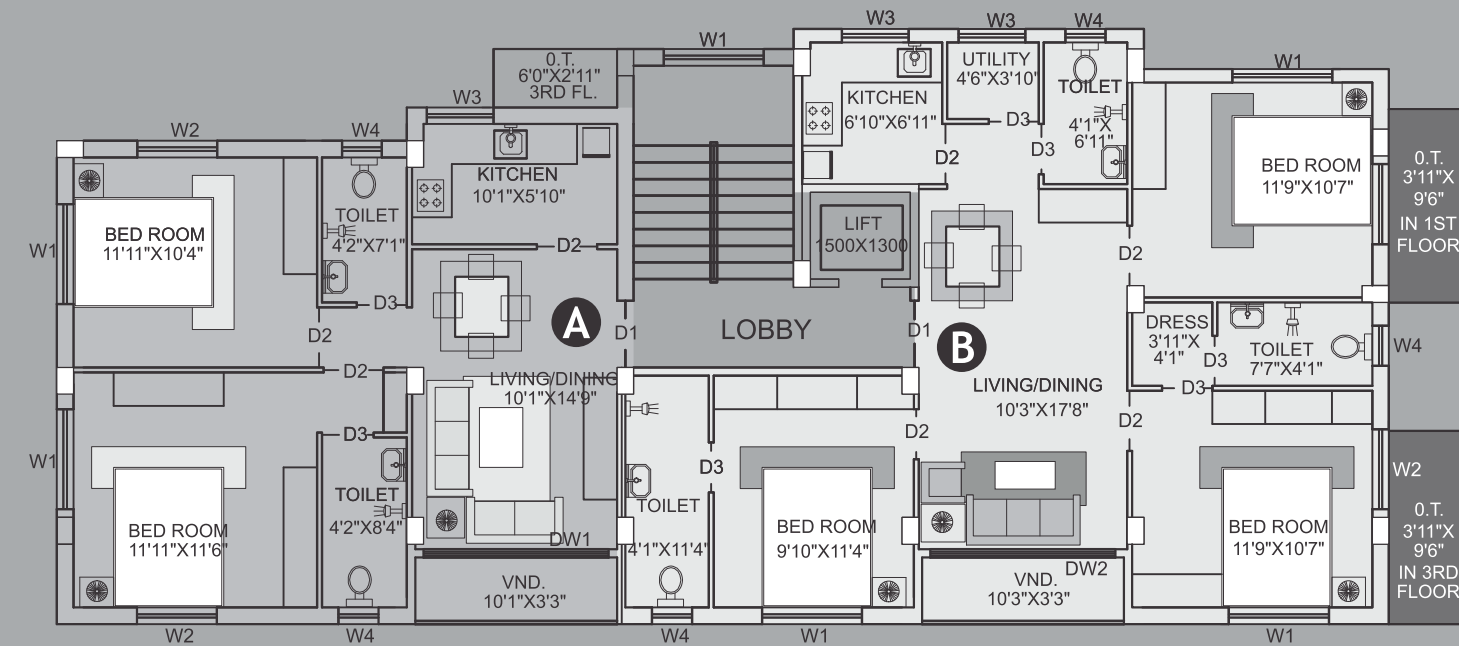 W3
W3
W4
W1
0.T.
6'0"X2'11"
3RD FL.
UTILITY
4'6"X3'10"
TOILET
4'1"X
6'11"
W1
W3
KITCHEN
6'10"X6'11"
D3
D3
D2
W2
W4
KITCHEN
10'1"X5'10"
BED ROOM
11'9"X10'7"
0.T.
3'11"X
9'6"
IN 1ST
FLOOR
TOILET
4'2"X7'1"
BED ROOM
11'11"X10'4"
W1
D2
LIFT
1500X1300
W1
D2
D3
D2
A
D1
LOBBY
D1
B
DRESS
3'11"X
4'1"
D3
TOILET
7'7"X4'1"
W4
D2
LIVING/DINING
10'1"X14'9"
LIVING/DINING
10'3"X17'8"
D3
D2
D3
D2
W1
D3
W2
TOILET
4'2"X8'4"
TOILET
4'1"X11'4"
BED ROOM
11'11"X11'6"
BED ROOM
9'10"X11'4"
BED ROOM
11'9"X10'7"
0.T.
3'11"X
9'6"
IN 3RD
FLOOR
DW1
DW2
VND.
10'1"X3'3"
VND.
10'3"X3'3"
W2
W4
W4
W1
W1